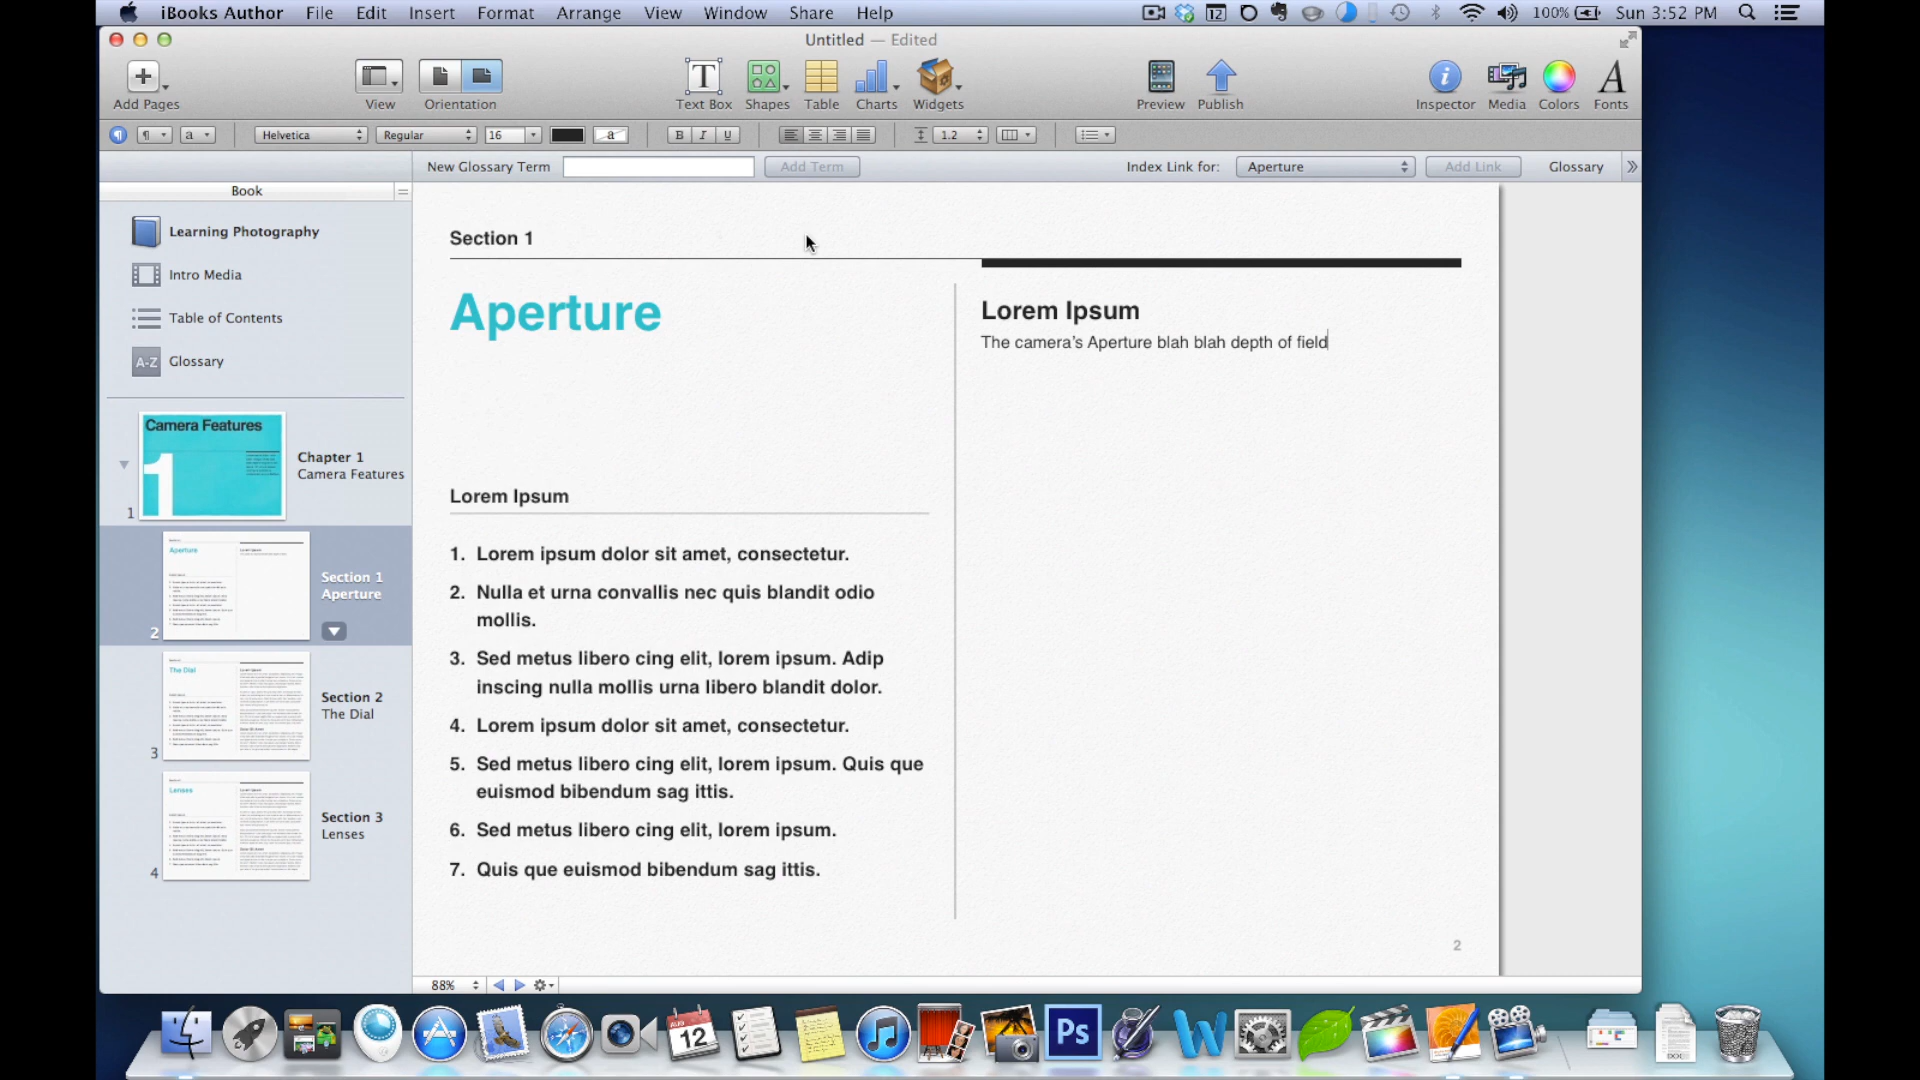 iBooks Author File Edit Insert Format Arrange View Window Share Help
12 100% Sun 3:52 PM
Untitled — Edited
Add Pages View Orientation Text Box Shapes Table Charts Widgets Preview Publish Inspector Media Colors Fonts
Helvetica Regular 16 a B I U 1.2
New Glossary Term Add Term Index Link for: Aperture Add Link Glossary
Book
Learning Photography
Intro Media
Table of Contents
A-Z Glossary
Camera Features
1
Chapter 1
Camera Features
1
Aperture
Section 1
Aperture
2
The Dial
Section 2
The Dial
3
Lenses
Section 3
Lenses
4
Section 1
Aperture
Lorem Ipsum
1. Lorem ipsum dolor sit amet, consectetur.
2. Nulla et urna convallis nec quis blandit odio
mollis.
3. Sed metus libero cing elit, lorem ipsum. Adip
inscing nulla mollis urna libero blandit dolor.
4. Lorem ipsum dolor sit amet, consectetur.
5. Sed metus libero cing elit, lorem ipsum. Quis que
euismod bibendum sag ittis.
6. Sed metus libero cing elit, lorem ipsum.
7. Quis que euismod bibendum sag ittis.
Lorem Ipsum
The camera's Aperture blah blah depth of field
2
88%
AUG
12
Ps
W
DOC